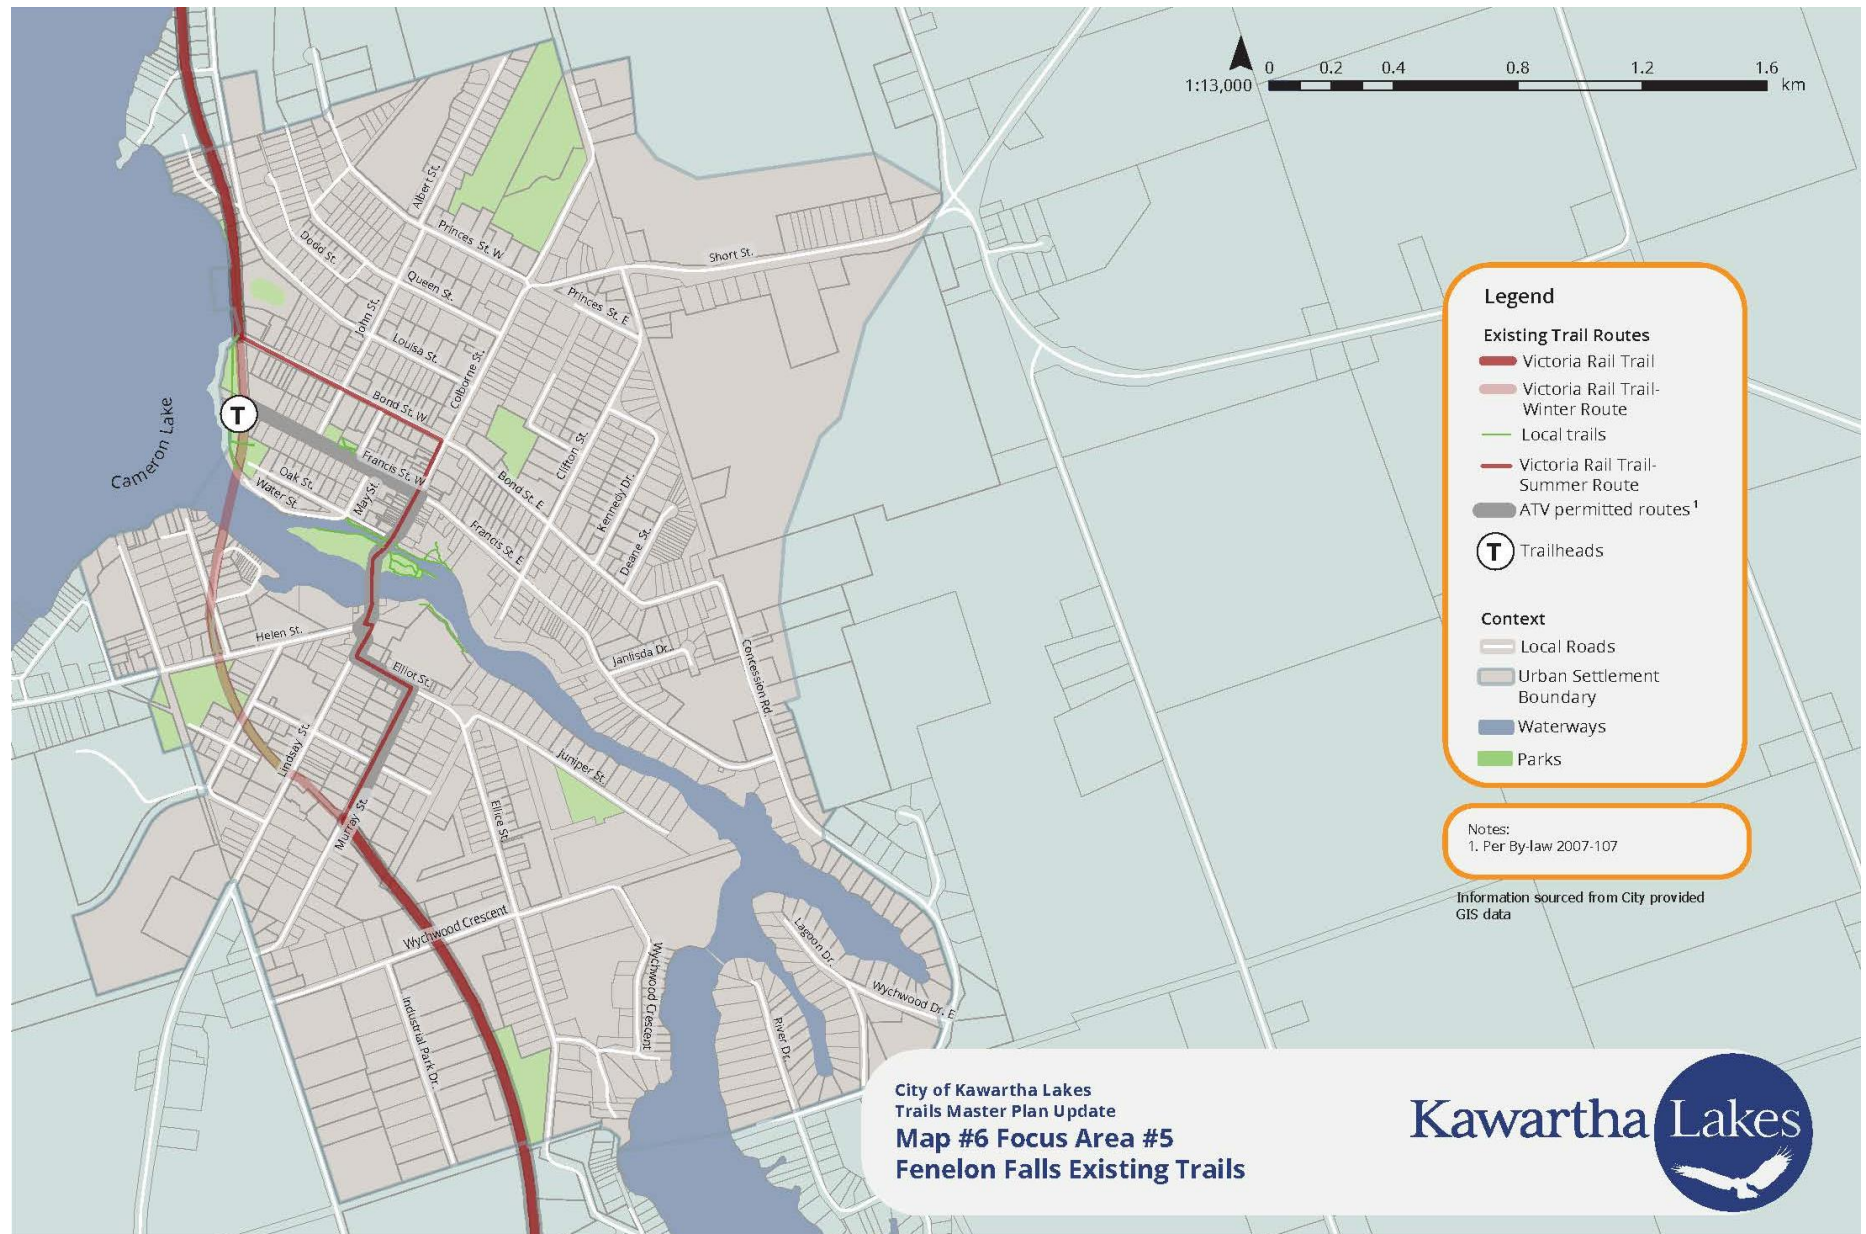 0
0.2
0.4
0.8
1.2
1.6
1:13,000
km
Albert St.
Princes St. W
Dodd St.
Queen St.
Short St.
Princes St. E
John St.
Louisa St.
Colborne St.
Bond St. W
T
Cameron Lake
Francis St. W
Oak St.
Water St.
May St.
Bond St. E
Clifton St.
Kennedy Dr.
Francis St. E
Deane St.
Helen St.
Elliot St.
Janlisda Dr.
Concession Rd.
Lindsay St.
Juniper St.
Murray St.
Ellice St.
Wychwood Crescent
Wychwood Crescent
Lagoon Dr.
Wychwood Dr. E
River Dr.
Industrial Park Dr.
Legend
Existing Trail Routes
Victoria Rail Trail
Victoria Rail Trail-
Winter Route
Local trails
Victoria Rail Trail-
Summer Route
ATV permitted routes 1
T Trailheads
Context
Local Roads
Urban Settlement
Boundary
Waterways
Parks
Notes:
1. Per By-law 2007-107
Information sourced from City provided
GIS data
City of Kawartha Lakes
Trails Master Plan Update
Map #6 Focus Area #5
Fenelon Falls Existing Trails
Kawartha Lakes